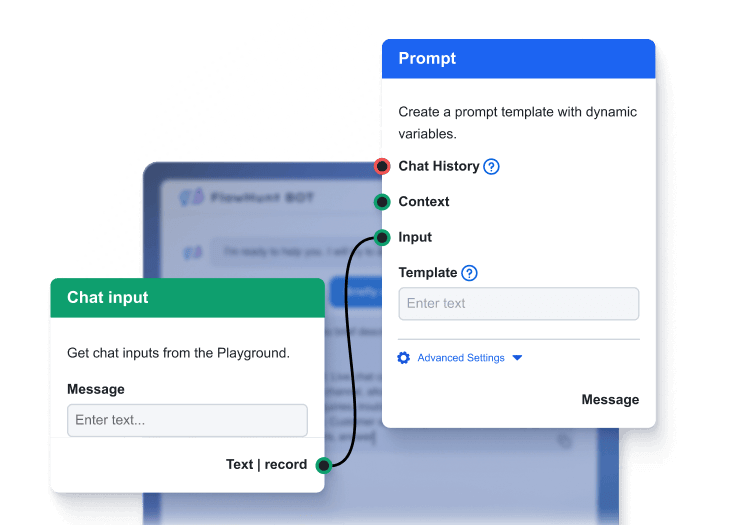 Prompt
Create a prompt template with dynamic
variables.
Chat History ?
Context
Input
Template ?
Enter text
Advanced Settings
Message
FlowHunt BOT
I'm ready to help you. I will
Briefly
Chat input
Get chat inputs from the Playground.
Message
Enter text...
Text | record